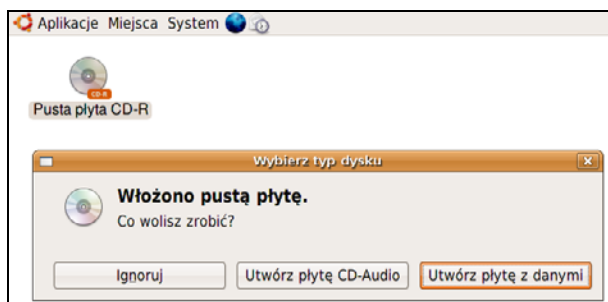 Aplikacje Miejsca System
CD-R
Pusta płyta CD-R
Wybierz typ dysku
Włożono pustą płytę.
Co wolisz zrobić?
Ignoruj Utwórz płytę CD-Audio Utwórz płytę z danymi